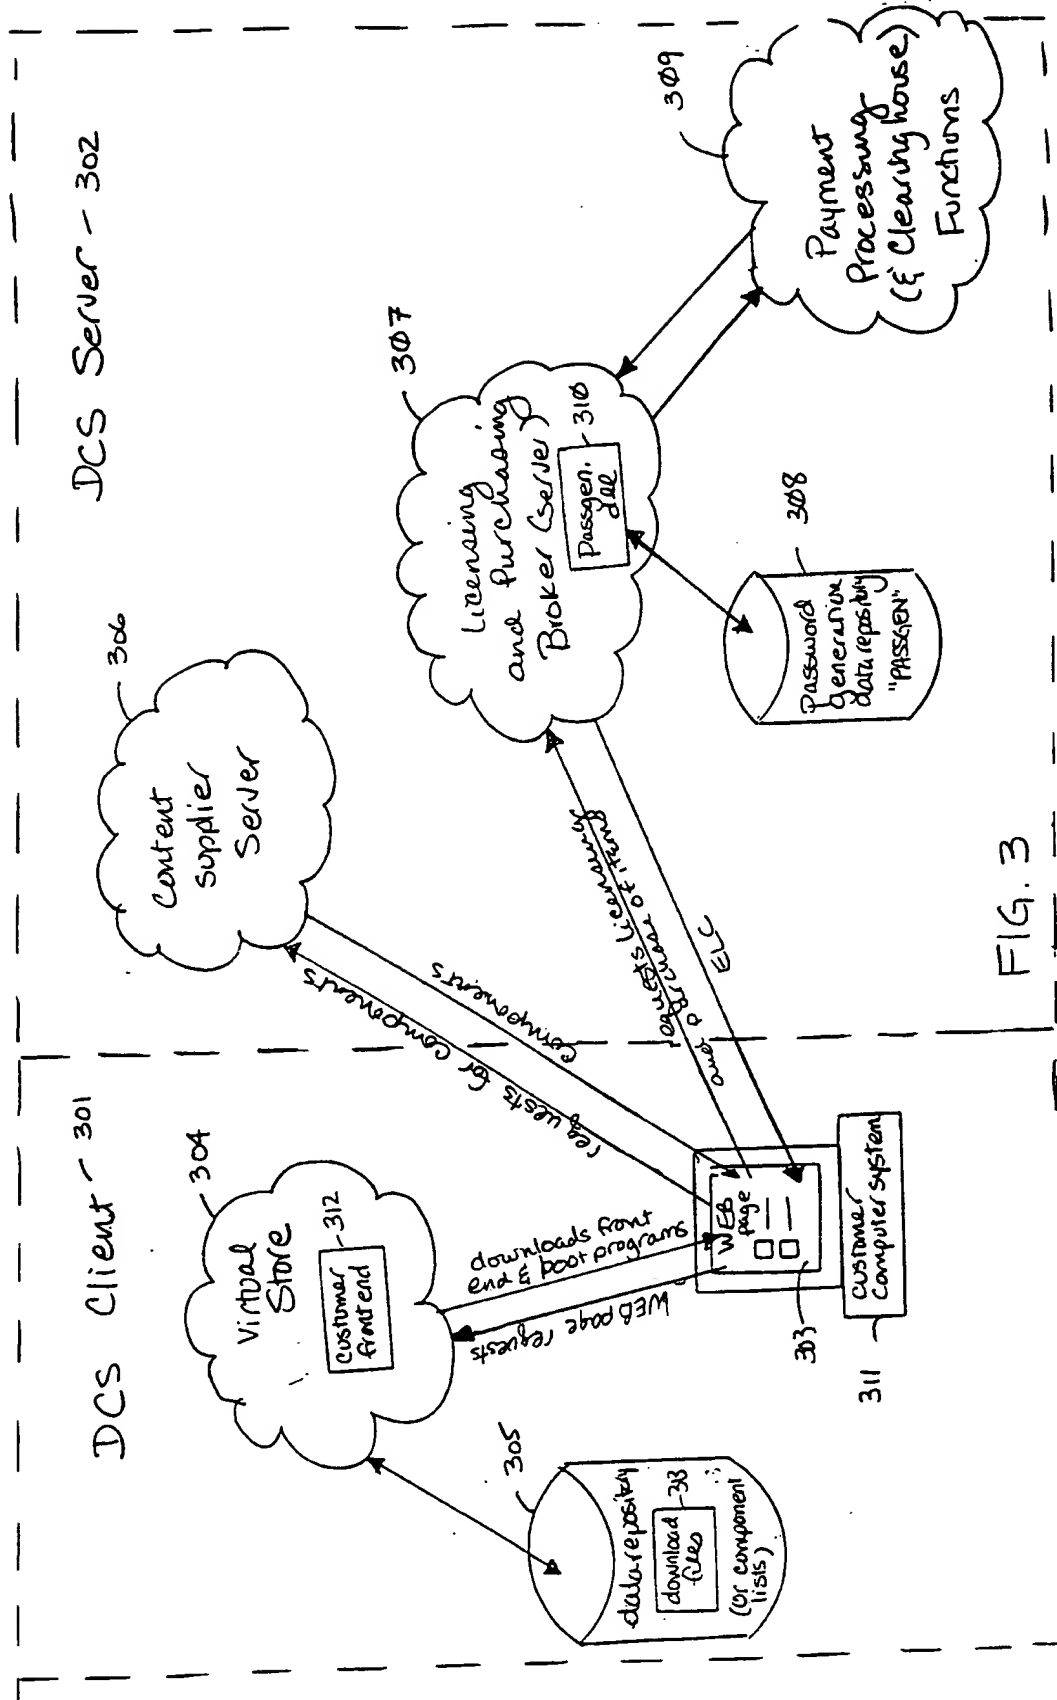 DCS Client - 301
DCS Server - 302
304
Virtual
Store
312
customer
frontend
305
data repository
download
files
313
(or component
lists)
downloads front
end & boot programs
WEB page requests
WEB
page
303
customer
computer system
311
requests for components
components
306
Content
Supplier
Server
requests licensing
and purchase of items
ELC
307
Licensing
and Purchasing
Broker (server)
Passgen.
dll
310
308
Password
generation
data repository
"PASSGEN"
309
Payment
Processing
(& Clearinghouse)
Functions
FIG. 3